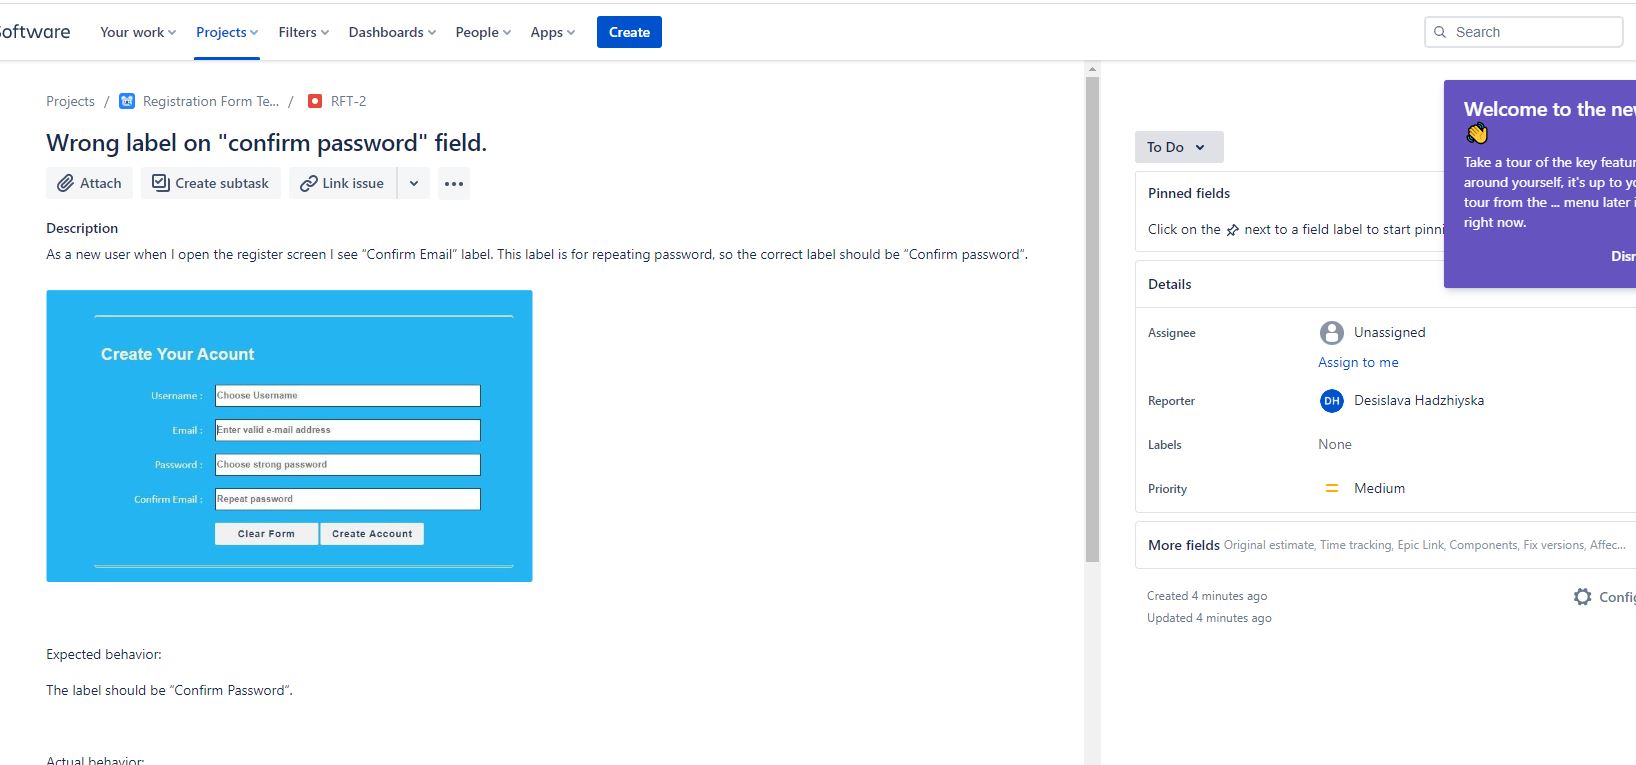 Software
Your work Projects Filters Dashboards People Apps Create Search
Projects / Registration Form Te... / RFT-2
Wrong label on "confirm password" field.
Attach Create subtask Link issue
Description
As a new user when I open the register screen I see “Confirm Email” label. This label is for repeating password, so the correct label should be “Confirm password”.
Create Your Acount
Username : Choose Username
Email : Enter valid e-mail address
Password : Choose strong password
Confirm Email : Repeat password
Clear Form Create Account
Expected behavior:
The label should be “Confirm Password”.
Actual behavior:
To Do
Pinned fields
Click on the next to a field label to start pinni
Details
Assignee Unassigned
Assign to me
Reporter DH Desislava Hadzhiyska
Labels None
Priority Medium
More fields Original estimate, Time tracking, Epic Link, Components, Fix versions, Affec...
Created 4 minutes ago
Updated 4 minutes ago
Config
Welcome to the new
Take a tour of the key featur
around yourself, it's up to yo
tour from the ... menu later i
right now.
Dism